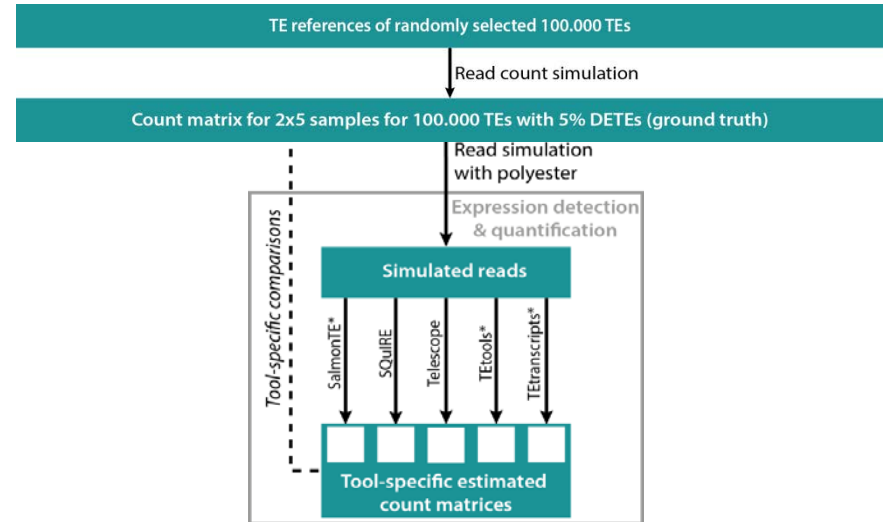 TE references of randomly selected 100.000 TEs
Read count simulation
Count matrix for 2x5 samples for 100.000 TEs with 5% DETEs (ground truth)
Read simulation
with polyester
Expression detection
& quantification
Tool-specific comparisons
Simulated reads
SalmonTE*
SQuIRE
Telescope
TEtools*
TEtranscripts*
Tool-specific estimated
count matrices